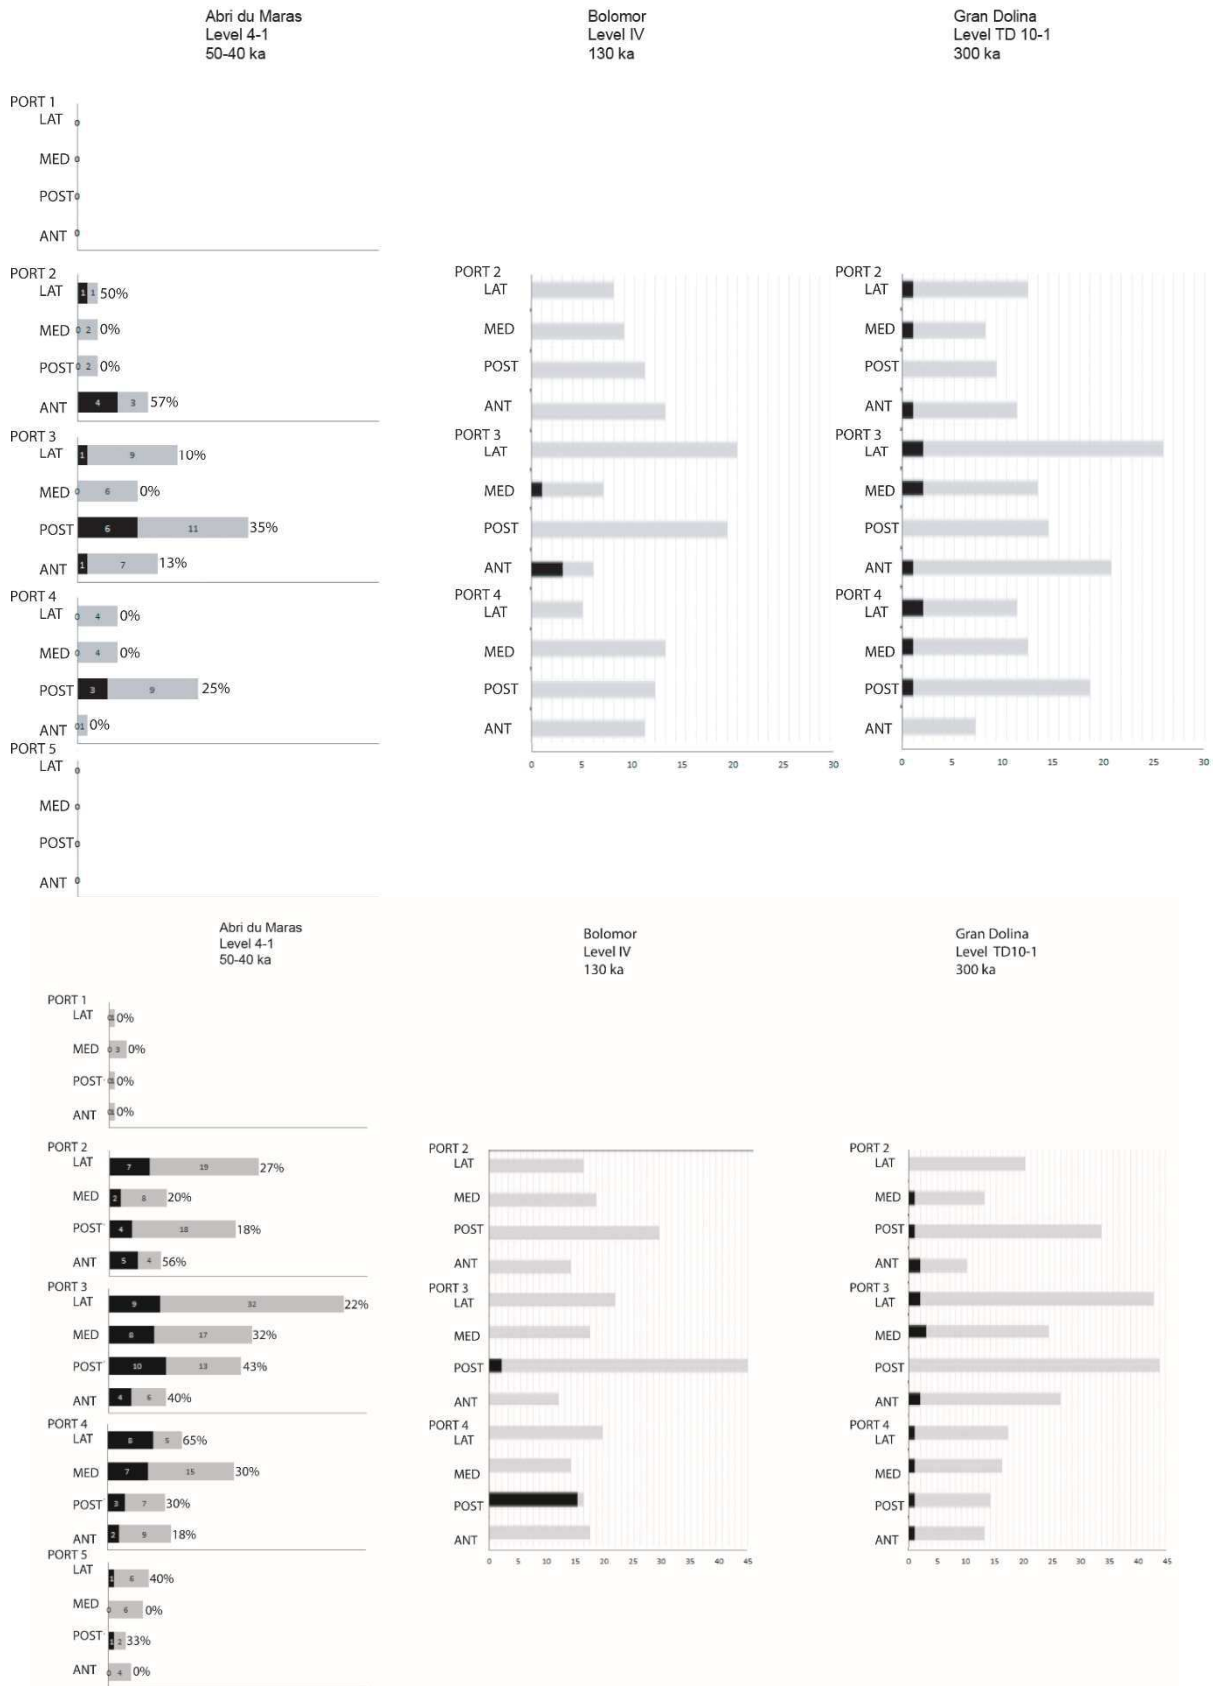 Abri du Maras
Level 4-1
50-40 ka
Bolomor
Level IV
130 ka
Gran Dolina
Level TD 10-1
300 ka
PORT 1
LAT 0
MED 0
POST 0
ANT 0
PORT 2
LAT 1 1 50%
MED 0 2 0%
POST 0 2 0%
ANT 4 3 57%
PORT 3
LAT 1 9 10%
MED 0 6 0%
POST 6 11 35%
ANT 1 7 13%
PORT 4
LAT 0 4 0%
MED 0 4 0%
POST 3 9 25%
ANT 0 1 0%
PORT 5
LAT 0
MED 0
POST 0
ANT 0
PORT 2
LAT
MED
POST
ANT
PORT 3
LAT
MED
POST
ANT
PORT 4
LAT
MED
POST
ANT
0 5 10 15 20 25 30
PORT 2
LAT
MED
POST
ANT
PORT 3
LAT
MED
POST
ANT
PORT 4
LAT
MED
POST
ANT
0 5 10 15 20 25 30
Abri du Maras
Level 4-1
50-40 ka
Bolomor
Level IV
130 ka
Gran Dolina
Level TD10-1
300 ka
PORT 1
LAT 0%
MED 0 3 0%
POST 0%
ANT 0%
PORT 2
LAT 7 19 27%
MED 2 8 20%
POST 4 18 18%
ANT 5 4 56%
PORT 3
LAT 9 32 22%
MED 8 17 32%
POST 10 13 43%
ANT 4 6 40%
PORT 4
LAT 8 5 65%
MED 7 15 30%
POST 3 7 30%
ANT 2 9 18%
PORT 5
LAT 1 6 40%
MED 0 6 0%
POST 1 2 33%
ANT 0 4 0%
PORT 2
LAT
MED
POST
ANT
PORT 3
LAT
MED
POST
ANT
PORT 4
LAT
MED
POST
ANT
0 5 10 15 20 25 30 35 40 45
PORT 2
LAT
MED
POST
ANT
PORT 3
LAT
MED
POST
ANT
PORT 4
LAT
MED
POST
ANT
0 5 10 15 20 25 30 35 40 45